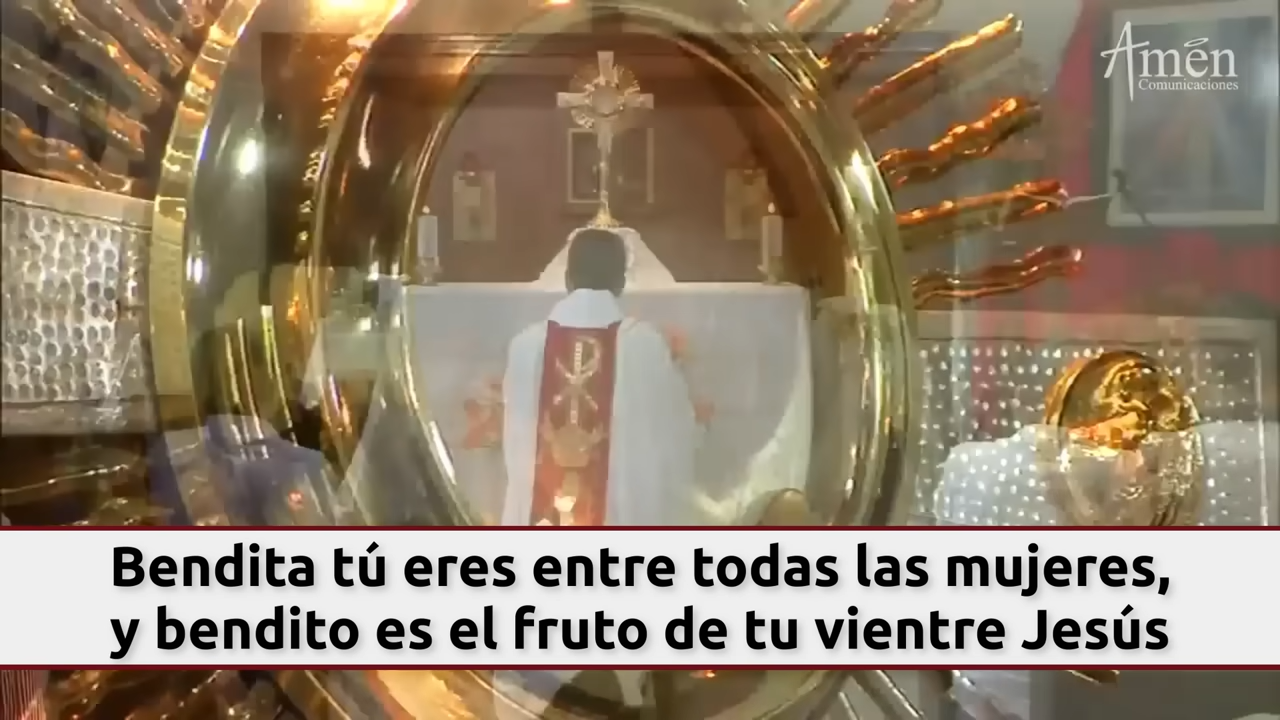 Amén
Comunicaciones
Bendita tú eres entre todas las mujeres,
y bendito es el fruto de tu vientre Jesús